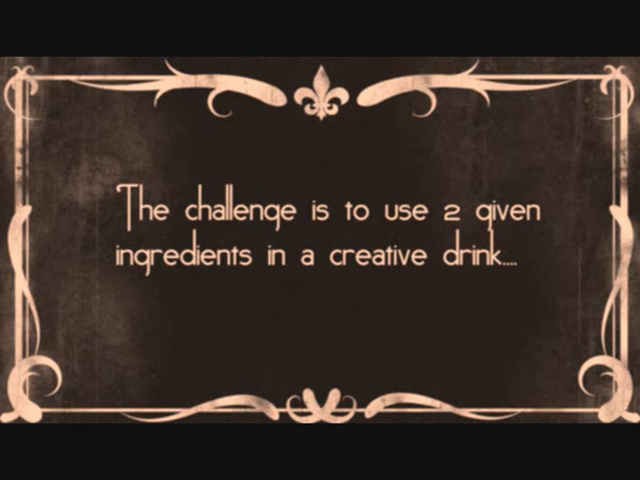 The challenge is to use 2 given
ingredients in a creative drink....